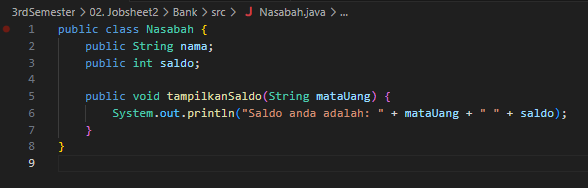 3rdSemester > 02. Jobsheet2 > Bank > src > J Nasabah.java > ...
1 public class Nasabah {
2     public String nama;
3     public int saldo;
4
5     public void tampilkanSaldo(String mataUang) {
6         System.out.println("Saldo anda adalah: " + mataUang + " " + saldo);
7     }
8 }
9